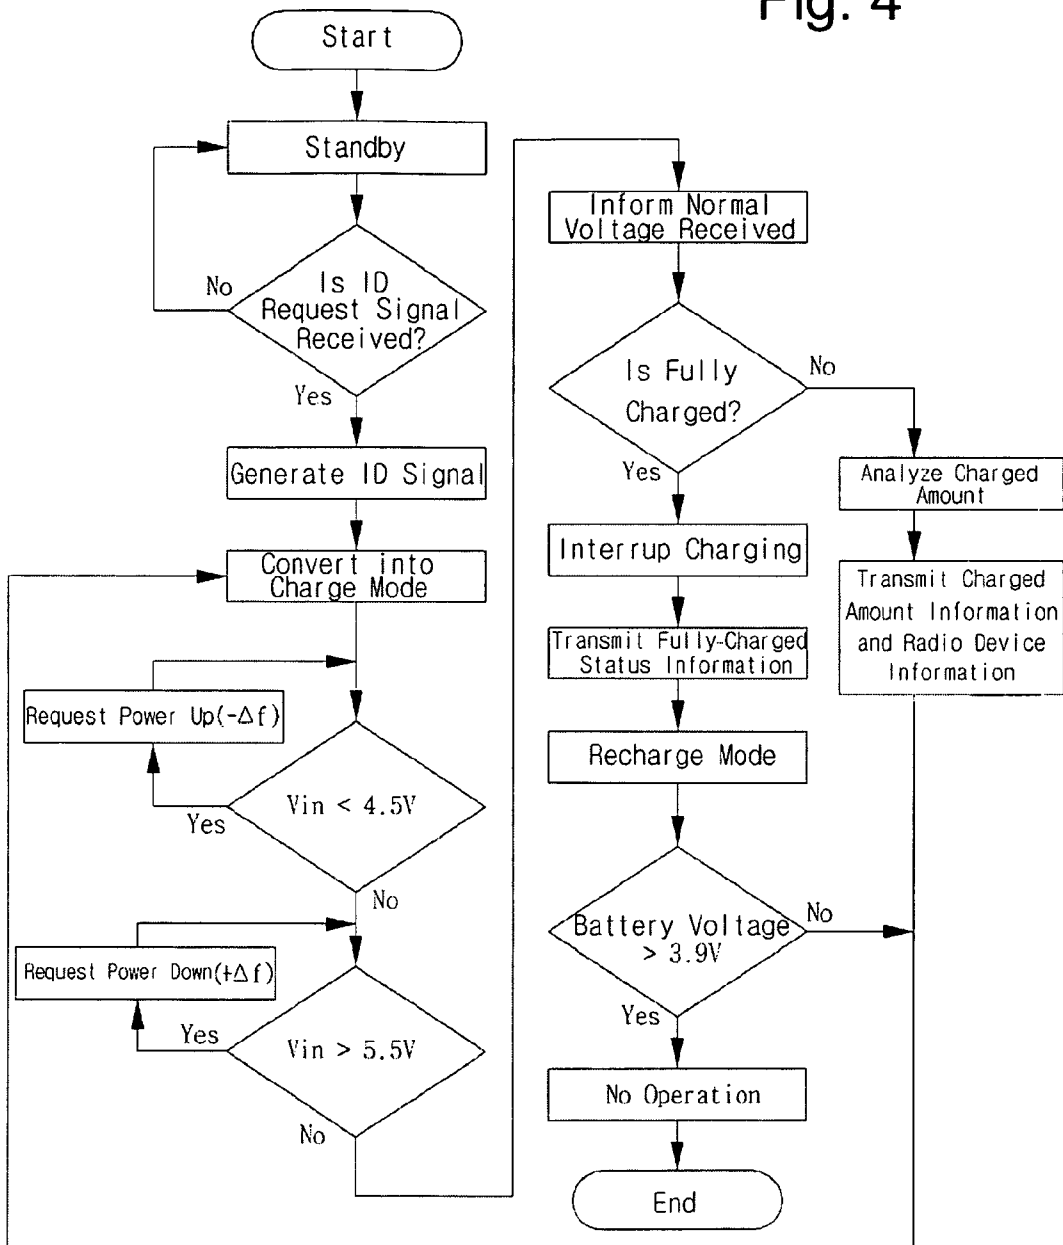 Fig. 4
Start
Standby
No
Is ID
Request Signal
Received?
Yes
Generate ID Signal
Convert into
Charge Mode
Request Power Up(-Δf)
Vin < 4.5V
Yes
No
Request Power Down(+Δf)
Yes
Vin > 5.5V
No
Inform Normal
Voltage Received
Is Fully
Charged?
No
Yes
Analyze Charged
Amount
Interrup Charging
Transmit Charged
Amount Information
and Radio Device
Information
Transmit Fully-Charged
Status Information
Recharge Mode
Battery Voltage
> 3.9V
No
Yes
No Operation
End